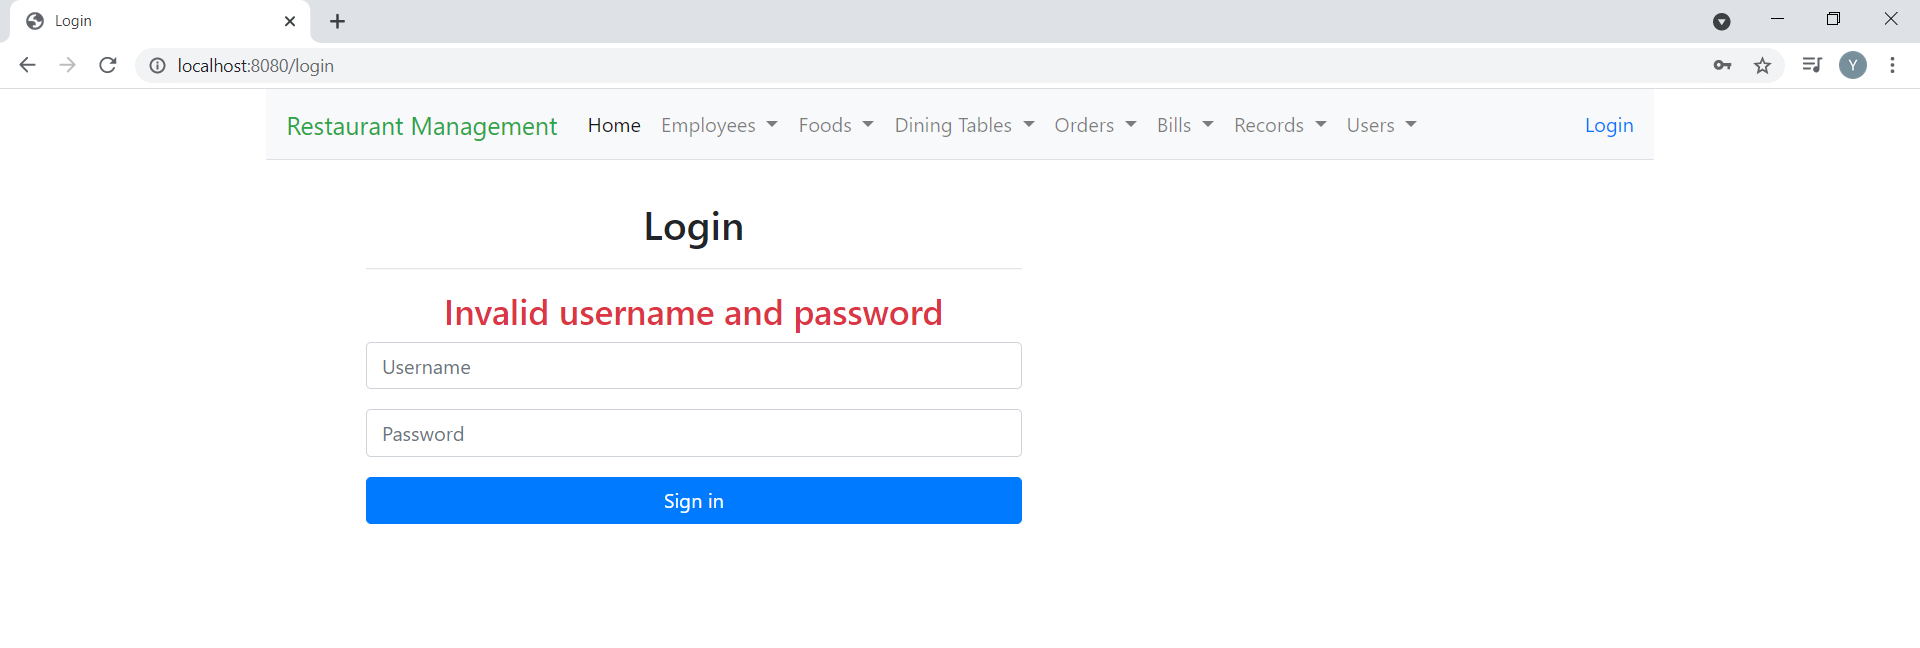 Login
localhost:8080/login
Y
Restaurant Management Home Employees Foods Dining Tables Orders Bills Records Users Login
Login
Invalid username and password
Username
Password
Sign in